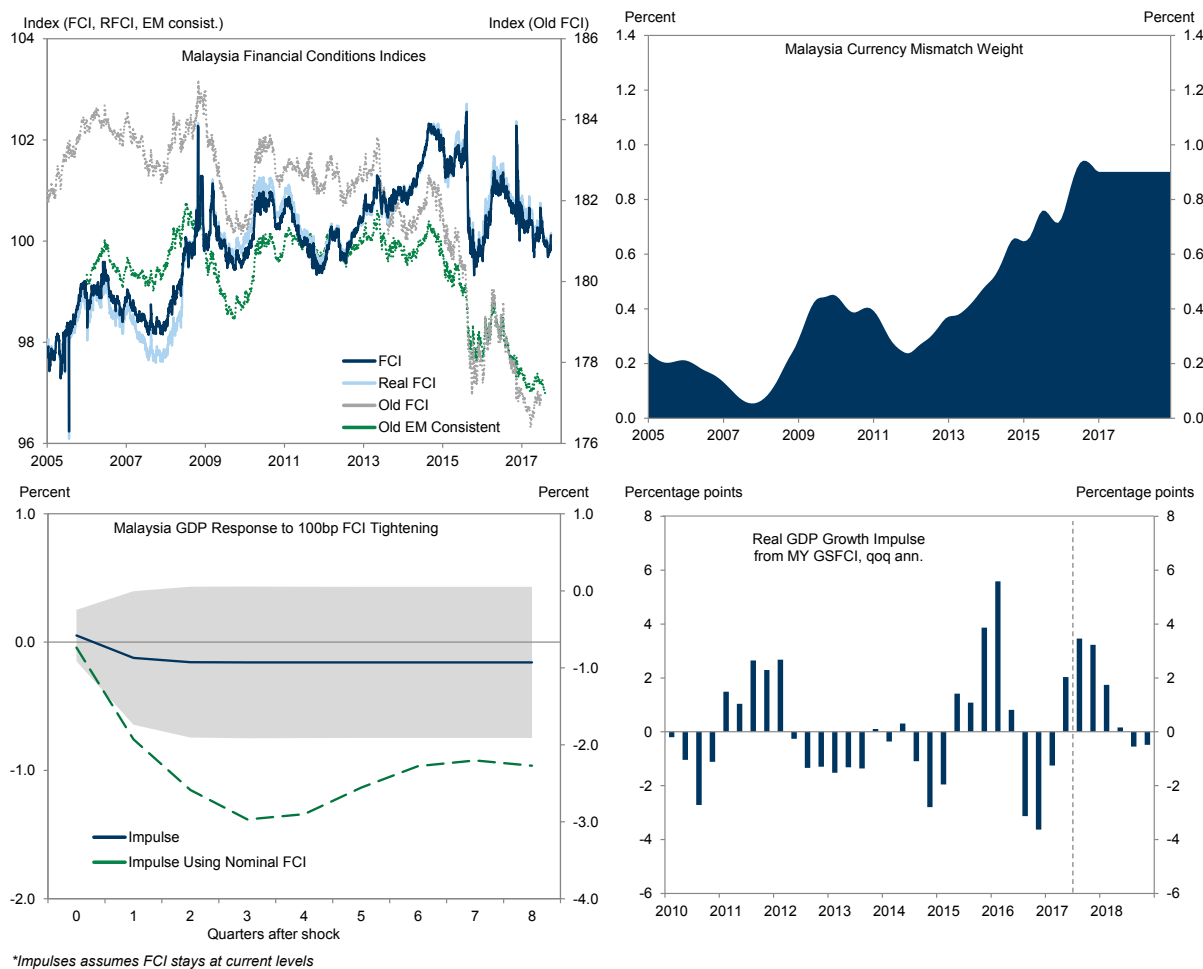 Index (FCI, RFCI, EM consist.)
Index (Old FCI)
Malaysia Financial Conditions Indices
104
102
100
98
96
186
184
182
180
178
176
FCI
Real FCI
Old FCI
Old EM Consistent
2005 2007 2009 2011 2013 2015 2017
Percent
Percent
Malaysia Currency Mismatch Weight
1.4
1.2
1.0
0.8
0.6
0.4
0.2
0.0
1.4
1.2
1.0
0.8
0.6
0.4
0.2
0.0
2005 2007 2009 2011 2013 2015 2017
Percent
Percent
Malaysia GDP Response to 100bp FCI Tightening
1.0
0.0
-1.0
-2.0
1.0
0.0
-1.0
-2.0
-3.0
-4.0
Impulse
Impulse Using Nominal FCI
0 1 2 3 4 5 6 7 8
Quarters after shock
Percentage points
Percentage points
Real GDP Growth Impulse
from MY GSFCI, qoq ann.
8
6
4
2
0
-2
-4
-6
8
6
4
2
0
-2
-4
-6
2010 2011 2012 2013 2014 2015 2016 2017 2018
*Impulses assumes FCI stays at current levels